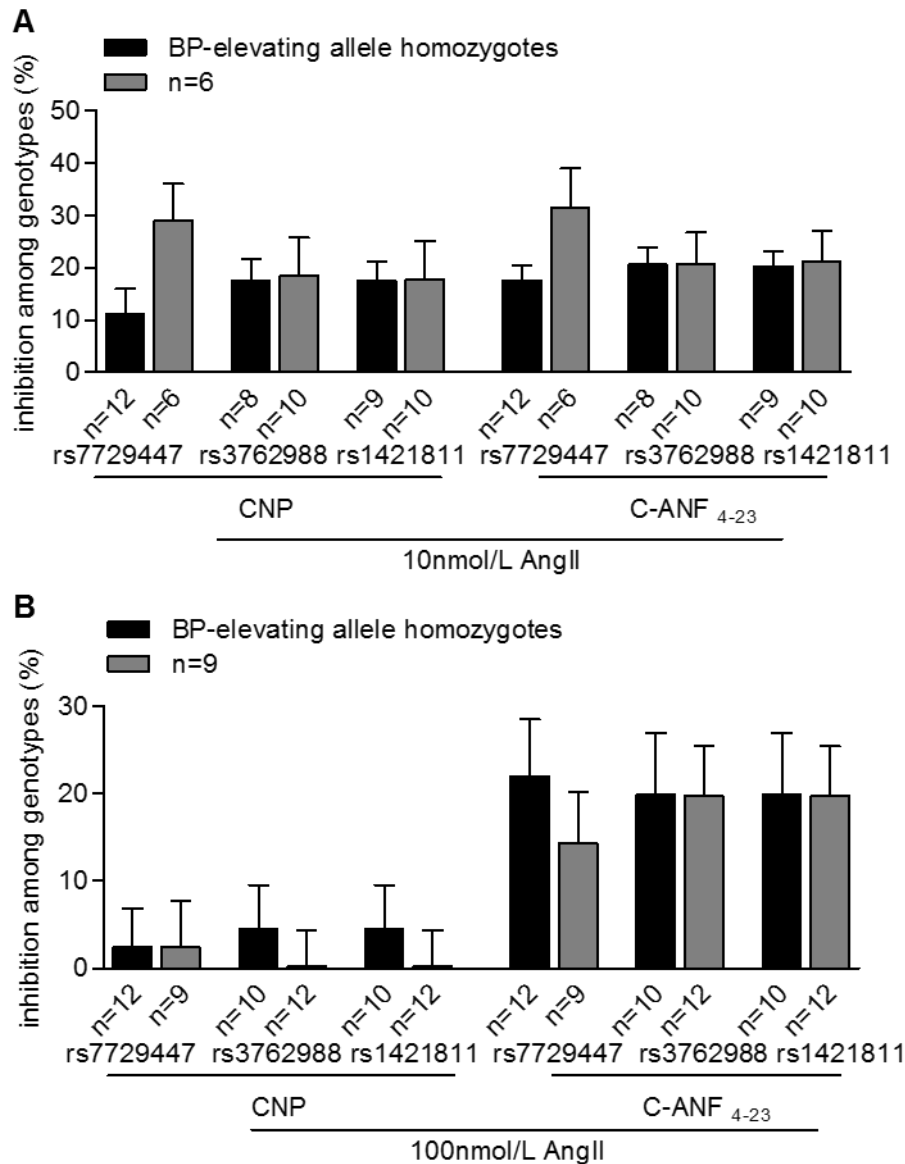 A
BP-elevating allele homozygotes
n=6
inhibition among genotypes (%)
50
40
30
20
10
0
n=12 n=6 n=8 n=10 n=9 n=10 n=12 n=6 n=8 n=10 n=9 n=10
rs7729447 rs3762988 rs1421811 rs7729447 rs3762988 rs1421811
CNP C-ANF 4-23
10nmol/L AngII
B
BP-elevating allele homozygotes
n=9
inhibition among genotypes (%)
30
20
10
0
n=12 n=9 n=10 n=12 n=10 n=12 n=12 n=9 n=10 n=12 n=10 n=12
rs7729447 rs3762988 rs1421811 rs7729447 rs3762988 rs1421811
CNP C-ANF 4-23
100nmol/L AngII